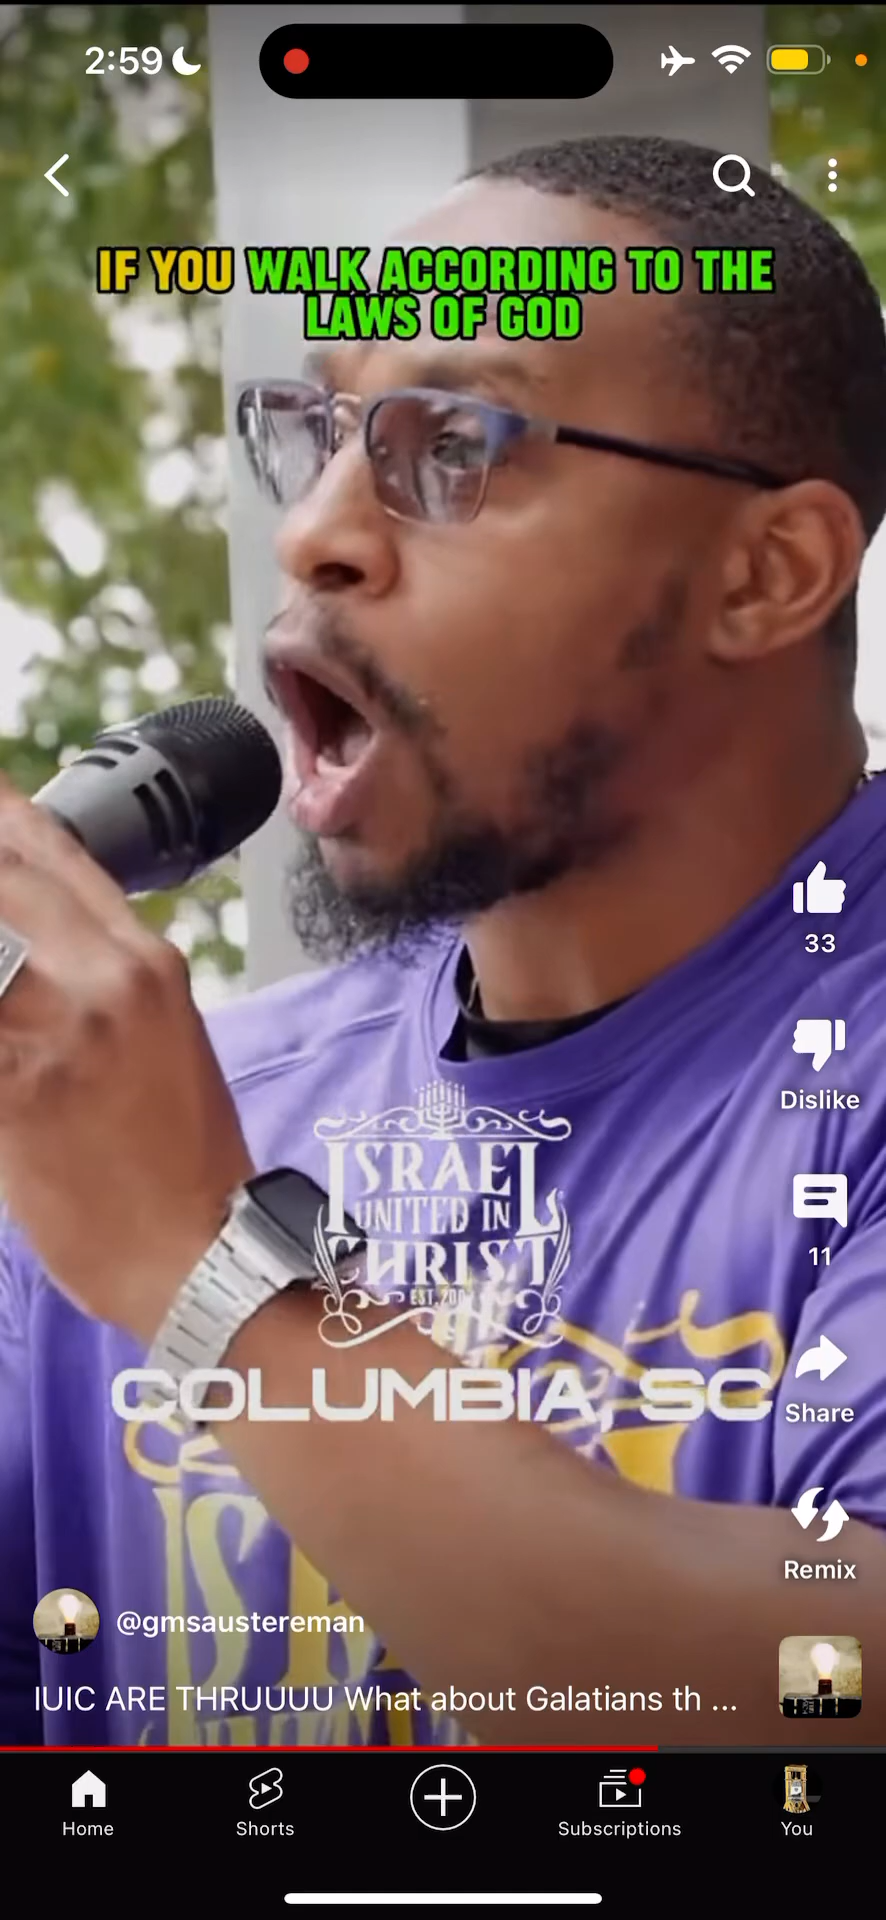 2:59
IF YOU WALK ACCORDING TO THE
LAWS OF GOD
33
Dislike
ISRAEL
UNITED IN
CHRIST
11
COLUMBIA, SC
Share
Remix
@gmsaustereman
IUIC ARE THRUUUU What about Galatians th ...
Home
Shorts
Subscriptions
You